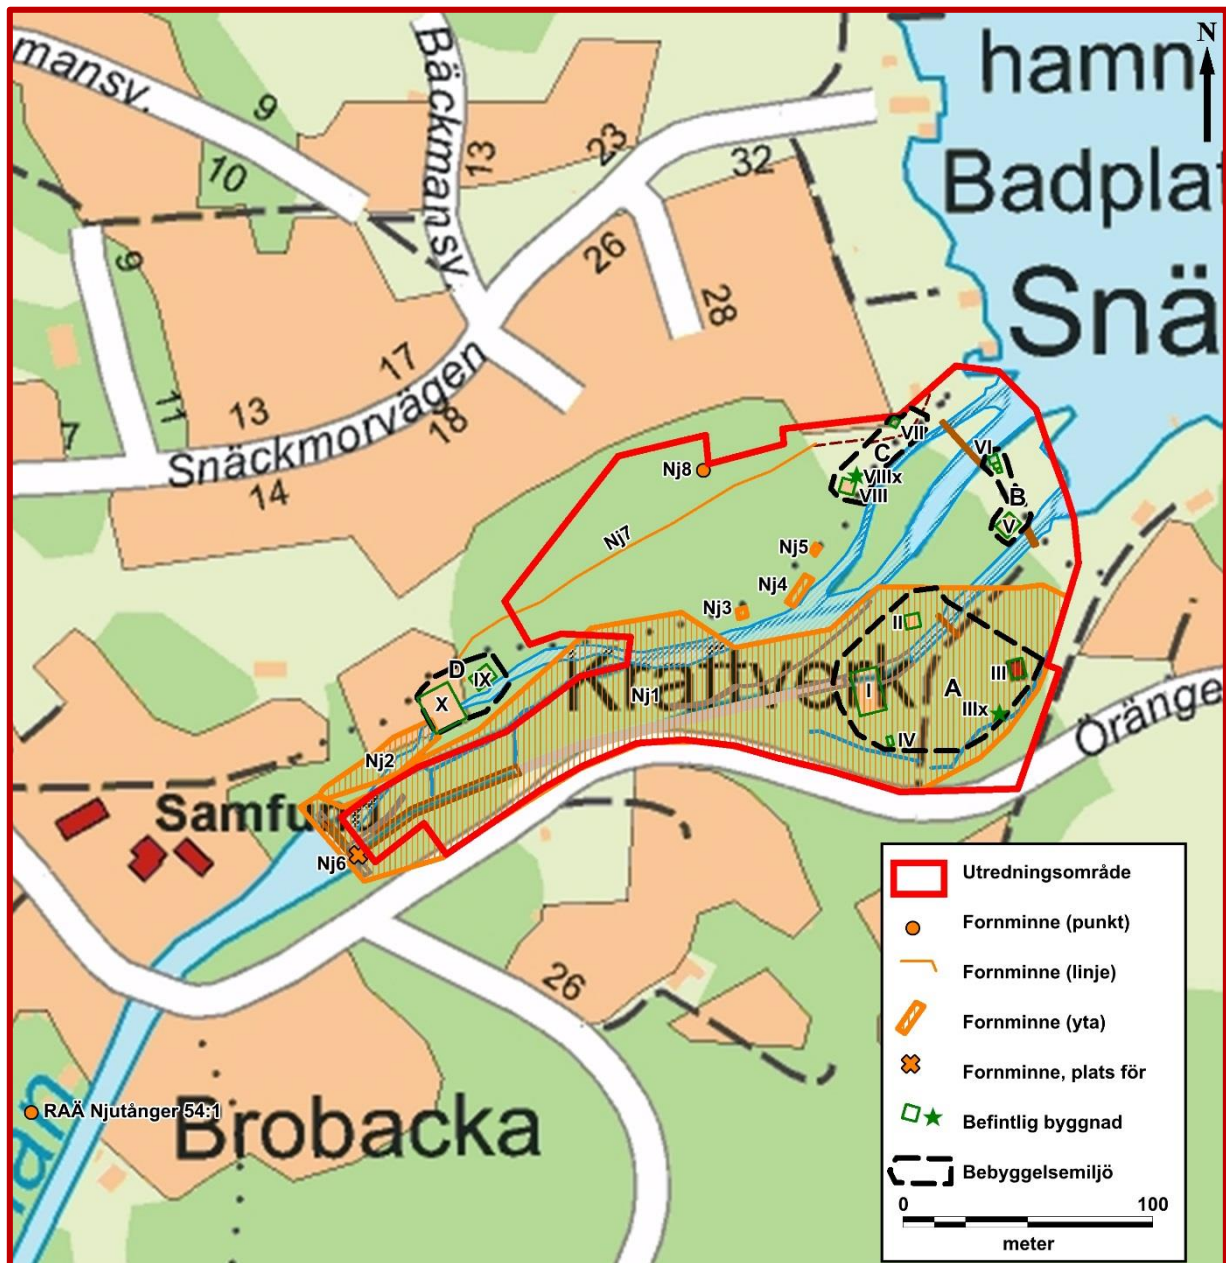 N
hamn
Badplat
Snä
mansv.
9
10
9
Bäckmansv.
13
23
32
26
28
17
13
18
11
7
Snäckmorvägen
14
Nj8
Nj7
VII
C
VIIIx
VIII
VI
B
V
Nj5
Nj4
Nj3
II
Kraftverk
Nj1
I
A
III
IIIx
IV
D
IX
X
Nj2
Samfund
Nj6
Öränge
26
RAÄ Njutånger 54:1
Brobacka
ån
Utredningsområde
Fornminne (punkt)
Fornminne (linje)
Fornminne (yta)
Fornminne, plats för
Befintlig byggnad
Bebyggelsemiljö
0 100
meter